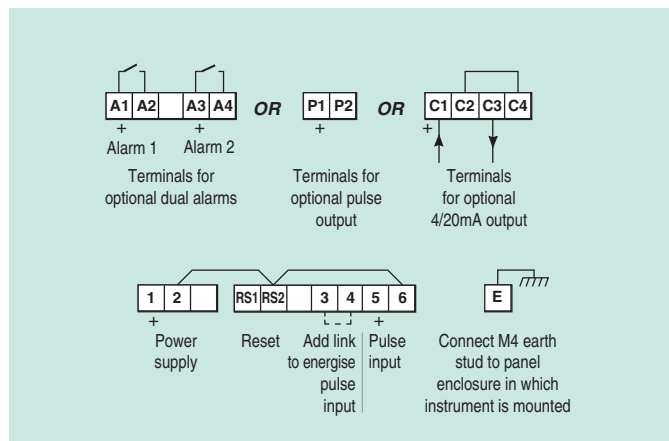 A1 A2 A3 A4 OR P1 P2 OR C1 C2 C3 C4
+ + + +
Alarm 1 Alarm 2
Terminals for
optional dual alarms
Terminals for
optional pulse
output
Terminals
for optional
4/20mA output
1 2 RS1 RS2 3 4 5 6 E
+ +
Power
supply
Reset
Add link
to energise
pulse
input
Pulse
input
Connect M4 earth
stud to panel
enclosure in which
instrument is mounted